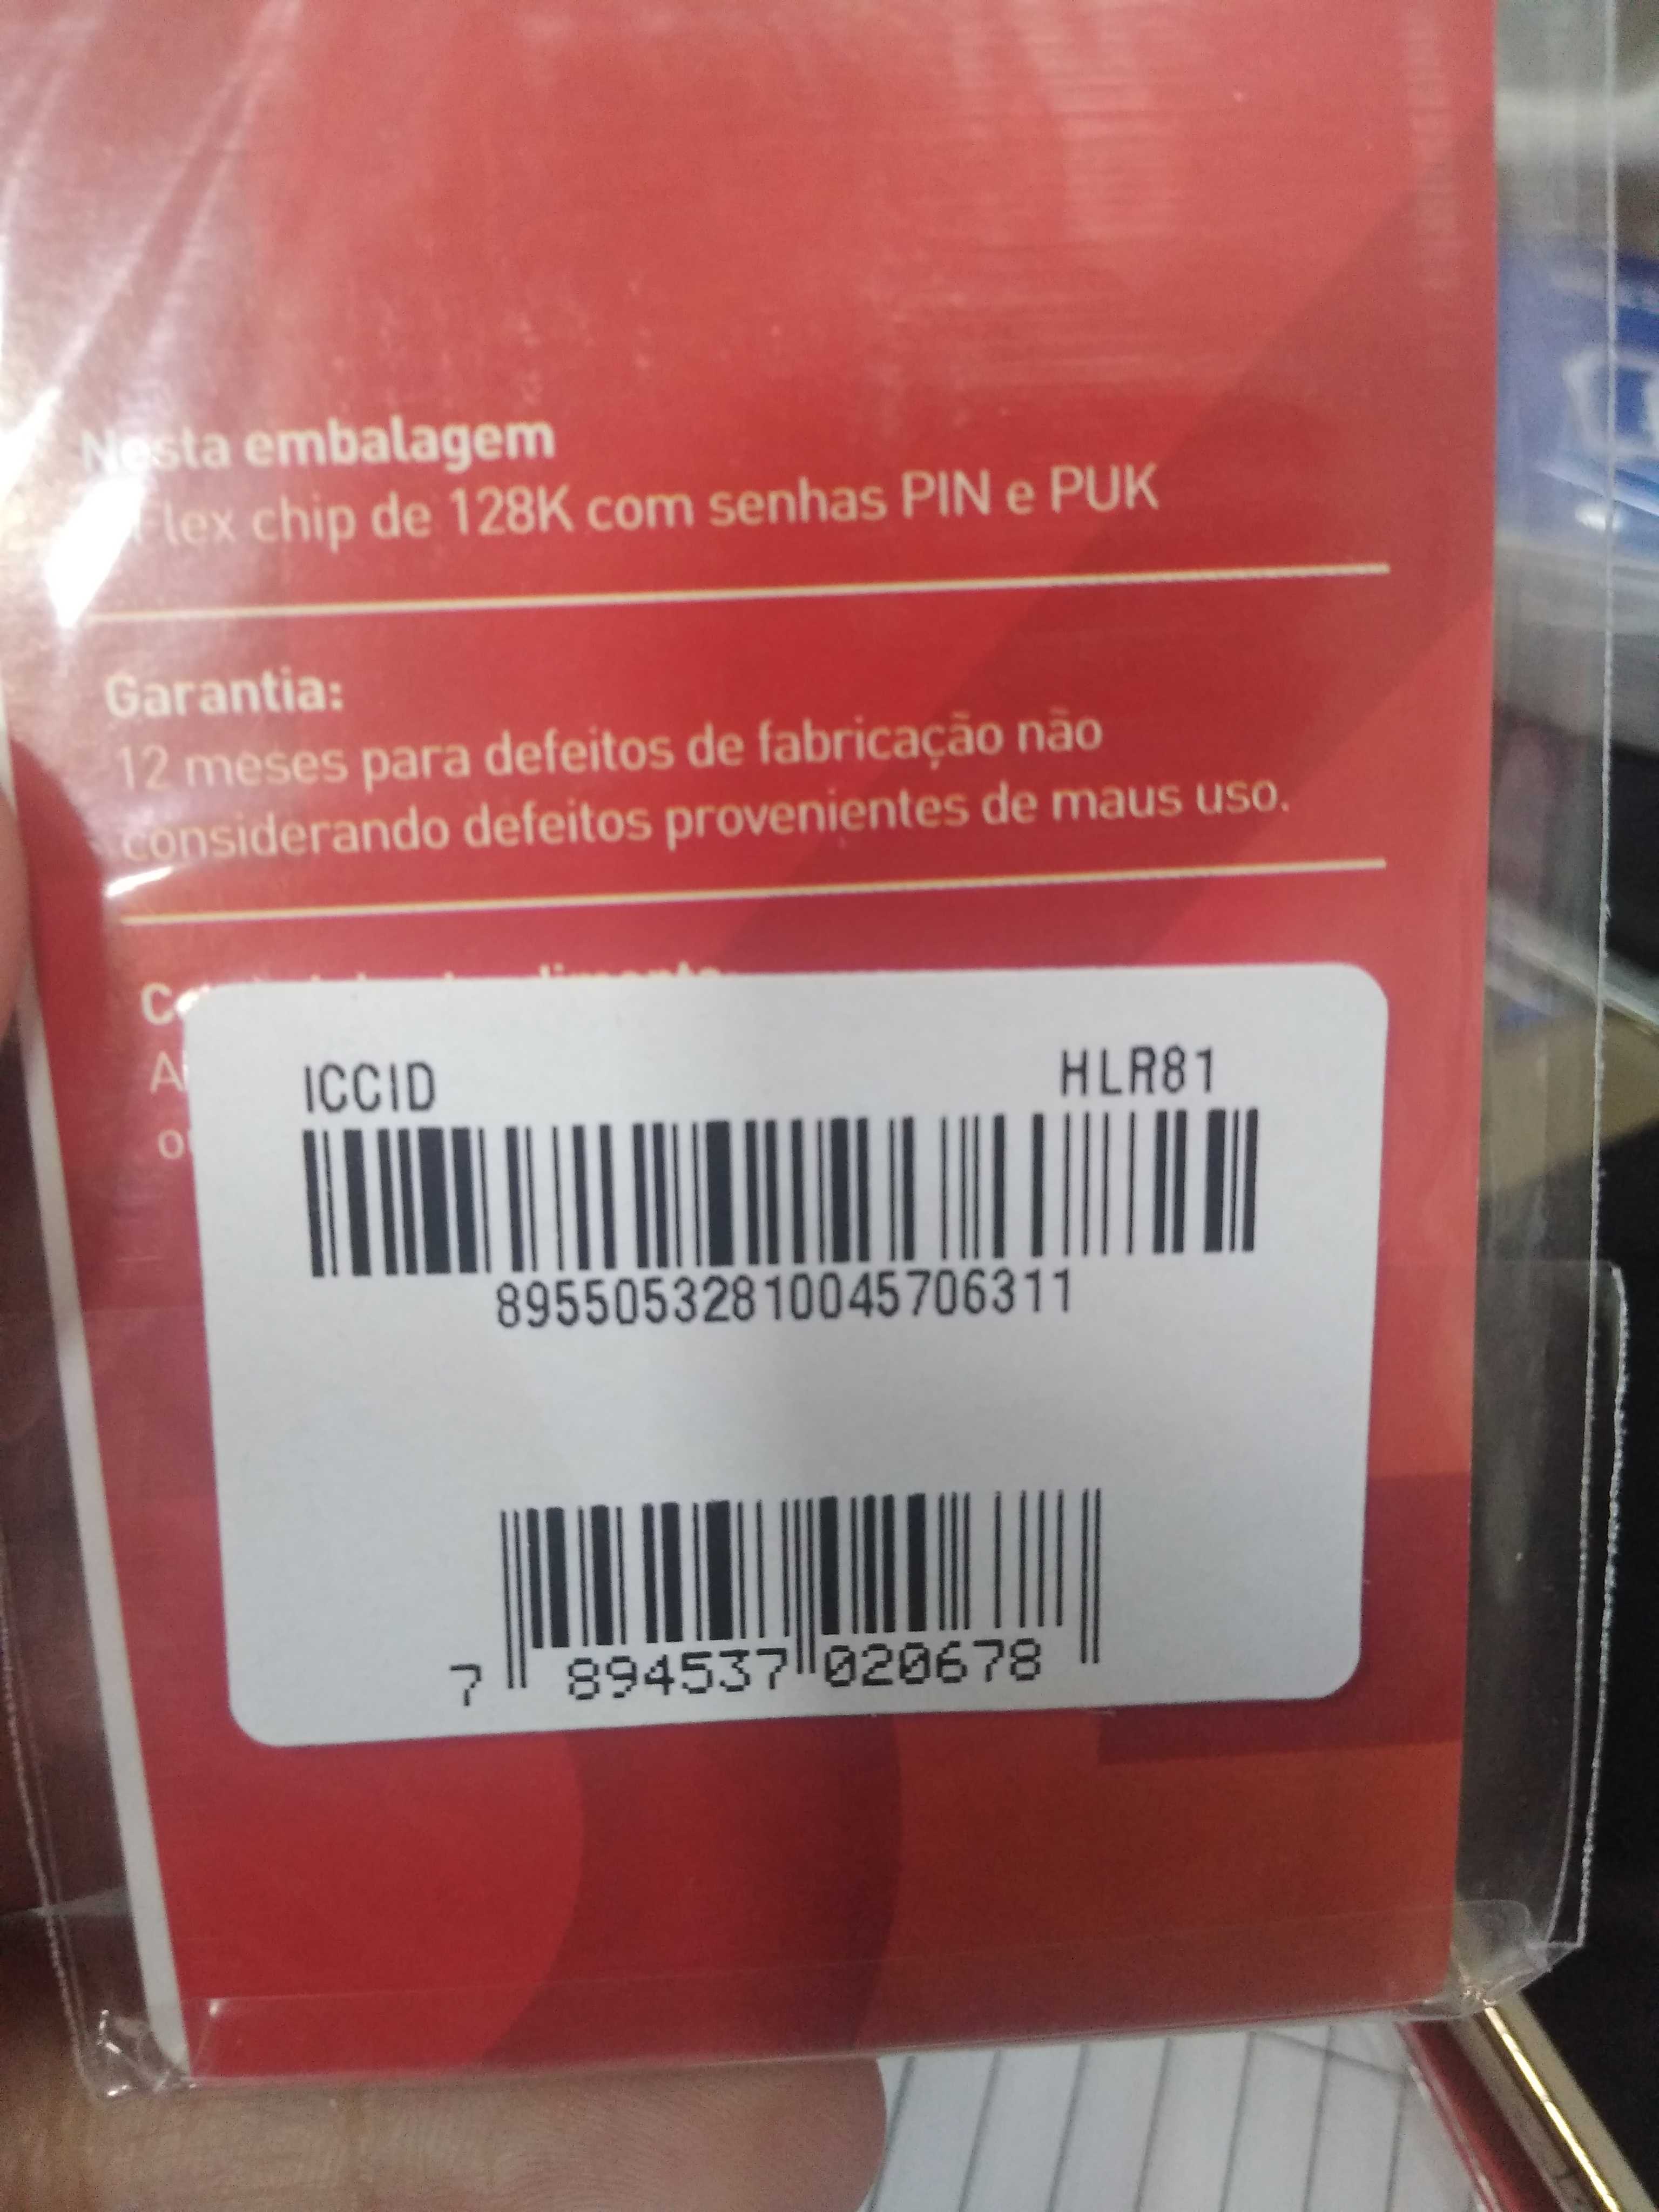 Nesta embalagem
Flex chip de 128K com senhas PIN e PUK
Garantia:
12 meses para defeitos de fabricação não
considerando defeitos provenientes de maus uso.
ICCID HLR81
89550532810045706311
7 894537 020678